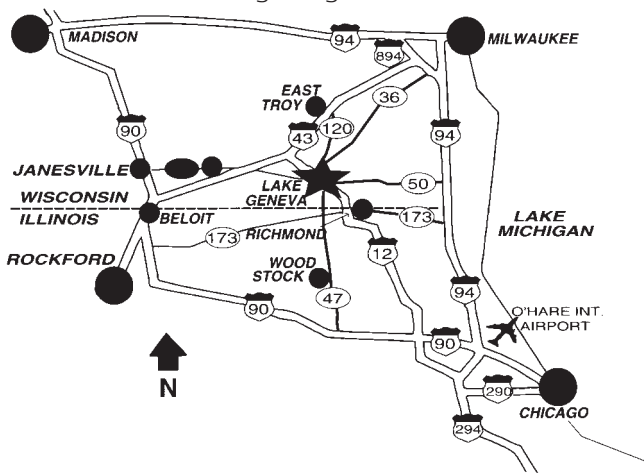 MADISON
94
894
MILWAUKEE
EAST
TROY
36
90
43
120
94
JANESVILLE
50
WISCONSIN
LAKE
GENEVA
ILLINOIS
BELOIT
173
LAKE
MICHIGAN
173
RICHMOND
12
ROCKFORD
WOOD
STOCK
47
94
90
O'HARE INT.
AIRPORT
90
N
290
CHICAGO
294